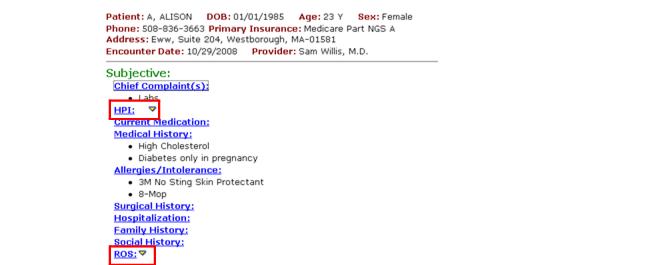 Patient: A, ALISON DOB: 01/01/1985 Age: 23 Y Sex: Female
Phone: 508-836-3663 Primary Insurance: Medicare Part NGS A
Address: Eww, Suite 204, Westborough, MA-01581
Encounter Date: 10/29/2008 Provider: Sam Willis, M.D.
Subjective:
Chief Complaint(s):
• Labs
HPI:
Current Medication:
Medical History:
• High Cholesterol
• Diabetes only in pregnancy
Allergies/Intolerance:
• 3M No Sting Skin Protectant
• 8-Mop
Surgical History:
Hospitalization:
Family History:
Social History:
ROS: